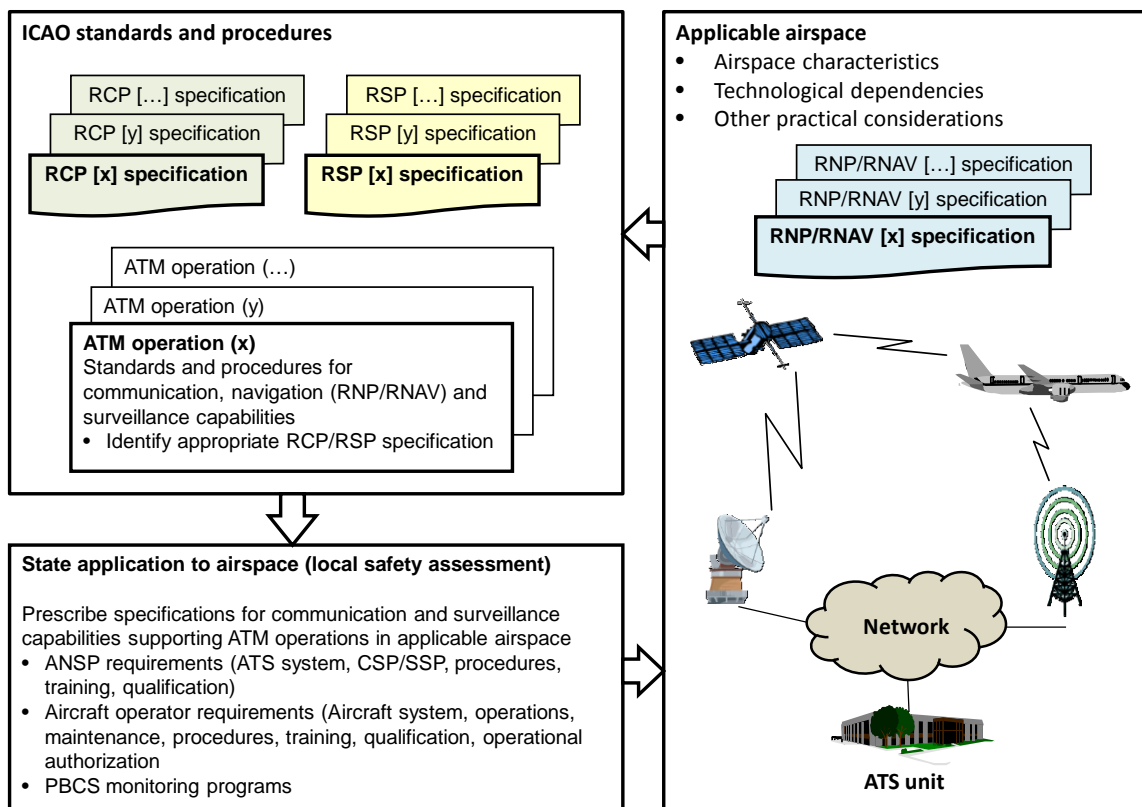 ICAO standards and procedures
RCP […] specification
RCP [y] specification
RCP [x] specification
RSP […] specification
RSP [y] specification
RSP [x] specification
ATM operation (…)
ATM operation (y)
ATM operation (x)
Standards and procedures for
communication, navigation (RNP/RNAV) and
surveillance capabilities
• Identify appropriate RCP/RSP specification
State application to airspace (local safety assessment)
Prescribe specifications for communication and surveillance
capabilities supporting ATM operations in applicable airspace
• ANSP requirements (ATS system, CSP/SSP, procedures,
training, qualification)
• Aircraft operator requirements (Aircraft system, operations,
maintenance, procedures, training, qualification, operational
authorization
• PBCS monitoring programs
Applicable airspace
• Airspace characteristics
• Technological dependencies
• Other practical considerations
RNP/RNAV […] specification
RNP/RNAV [y] specification
RNP/RNAV [x] specification
Network
ATS unit